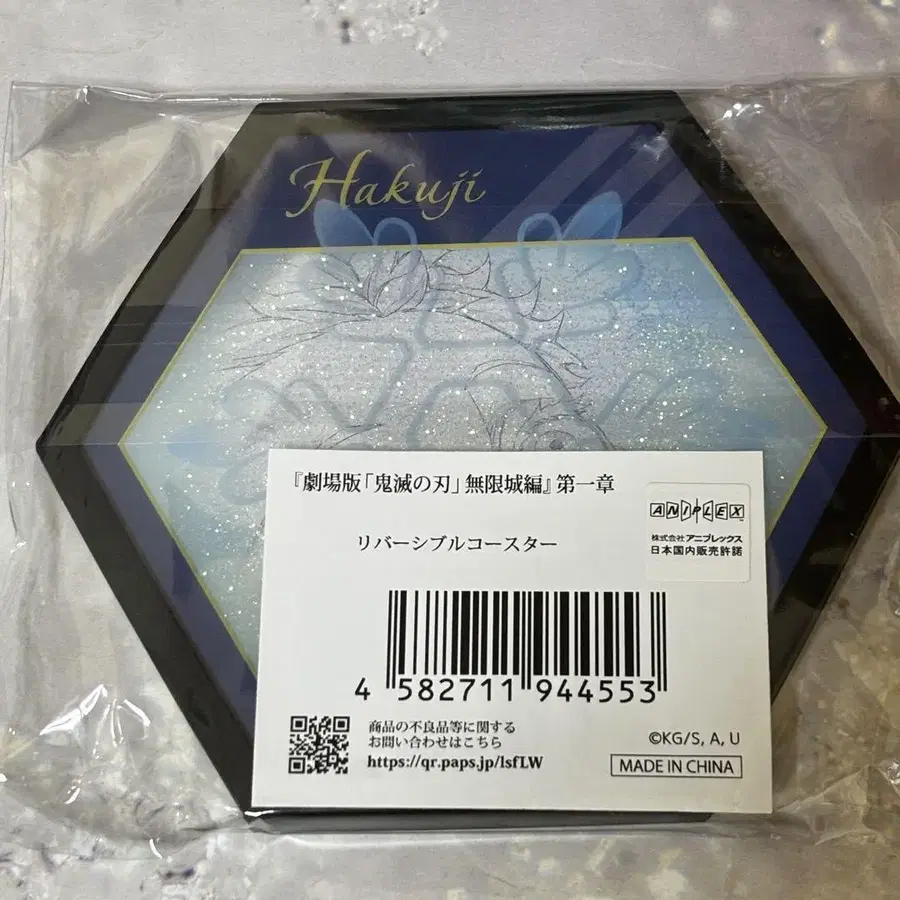 Hakuji
『劇場版「鬼滅の刃」無限城編』第一章
リバーシブルコースター
ANIPLEX
株式会社アニプレックス
日本国内販売許諾
4 582711 944553
商品の不良品等に関する
お問い合わせはこちら
https://qr.paps.jp/lsfLW
©KG/S, A, U
MADE IN CHINA